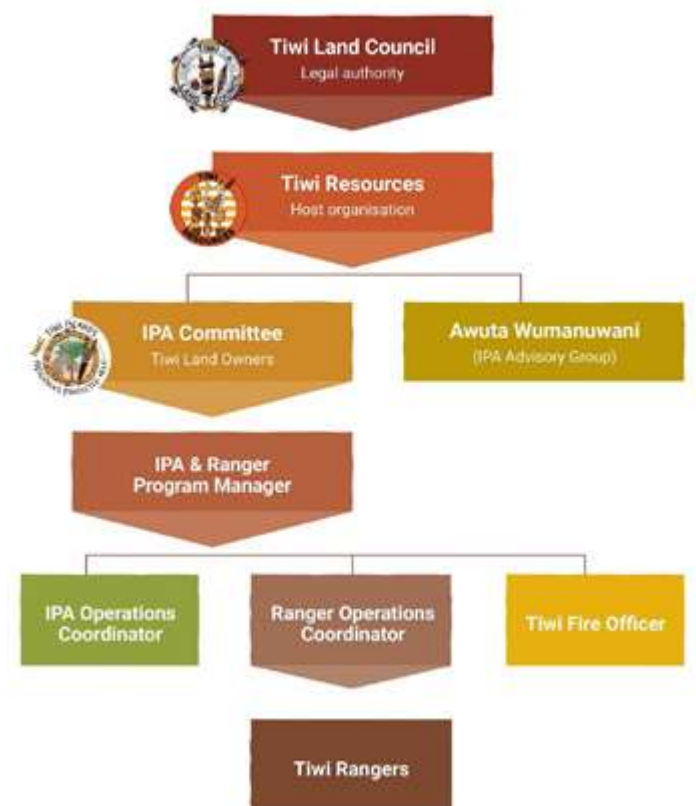 Tiwi Land Council
Legal authority
Tiwi Resources
Host organisation
IPA Committee
Tiwi Land Owners
Awuta Wumanuwani
(IPA Advisory Group)
IPA & Ranger
Program Manager
IPA Operations
Coordinator
Ranger Operations
Coordinator
Tiwi Fire Officer
Tiwi Rangers